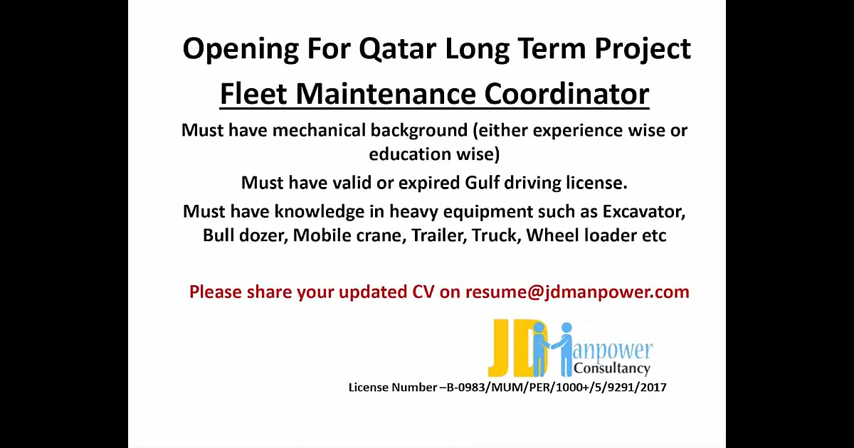 Opening For Qatar Long Term Project
Fleet Maintenance Coordinator
Must have mechanical background (either experience wise or
education wise)
Must have valid or expired Gulf driving license.
Must have knowledge in heavy equipment such as Excavator,
Bull dozer, Mobile crane, Trailer, Truck, Wheel loader etc
Please share your updated CV on resume@jdmanpower.com
JD Manpower
Consultancy
License Number –B-0983/MUM/PER/1000+/5/9291/2017